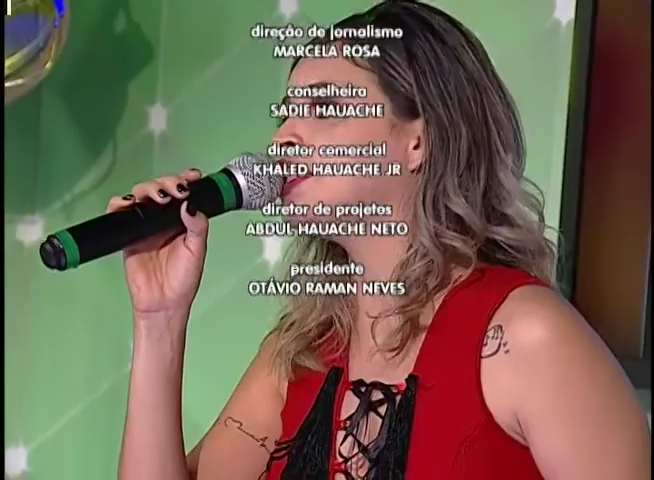 direção de jornalismo
MARCELA ROSA
conselheira
SADIE HAUACHE
diretor comercial
KHALED HAUACHE JR
diretor de projetos
ABDUL HAUACHE NETO
presidente
OTÁVIO RAMAN NEVES